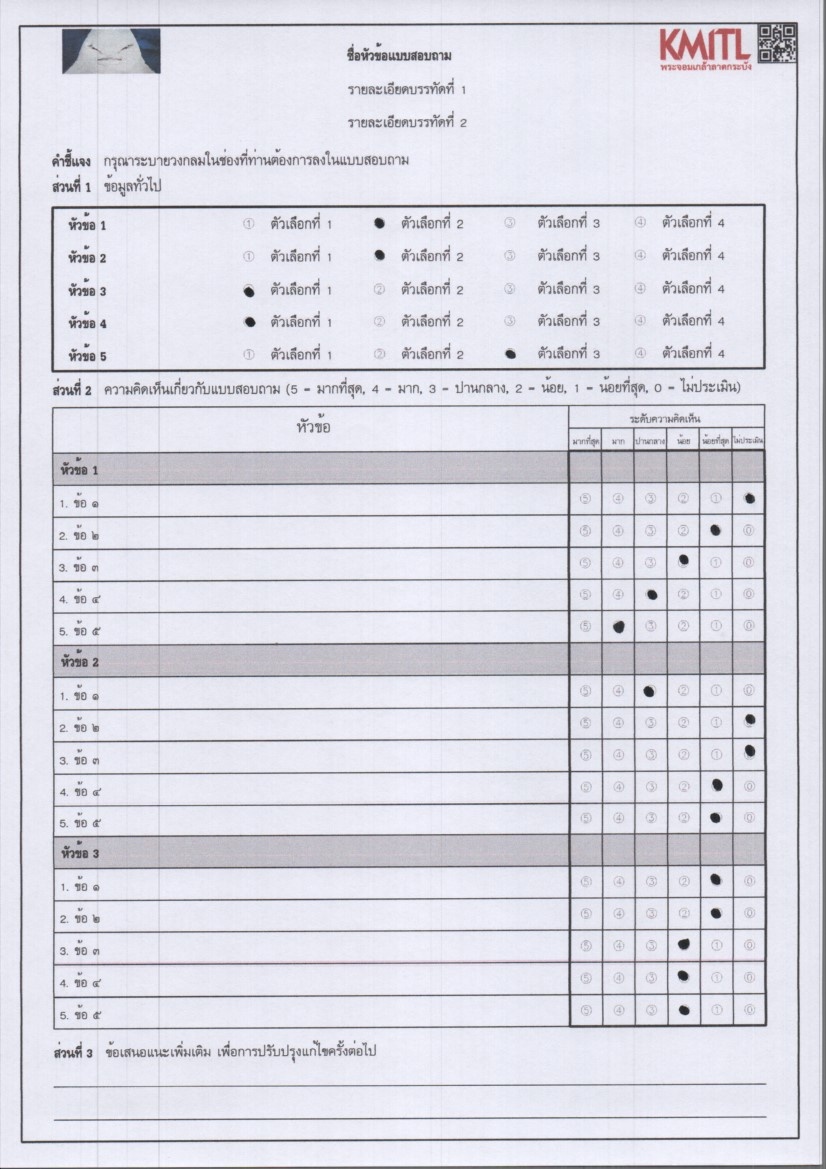 KMITL
พระจอมเกล้าลาดกระบัง
ชื่อหัวข้อแบบสอบถาม
รายละเอียดบรรทัดที่ 1
รายละเอียดบรรทัดที่ 2
คำชี้แจง กรุณาระบายวงกลมในช่องที่ท่านต้องการลงในแบบสอบถาม
ส่วนที่ 1 ข้อมูลทั่วไป
หัวข้อ 1 ① ตัวเลือกที่ 1 ตัวเลือกที่ 2 ③ ตัวเลือกที่ 3 ④ ตัวเลือกที่ 4
หัวข้อ 2 ① ตัวเลือกที่ 1 ตัวเลือกที่ 2 ③ ตัวเลือกที่ 3 ④ ตัวเลือกที่ 4
หัวข้อ 3 ตัวเลือกที่ 1 ② ตัวเลือกที่ 2 ③ ตัวเลือกที่ 3 ④ ตัวเลือกที่ 4
หัวข้อ 4 ตัวเลือกที่ 1 ② ตัวเลือกที่ 2 ③ ตัวเลือกที่ 3 ④ ตัวเลือกที่ 4
หัวข้อ 5 ① ตัวเลือกที่ 1 ② ตัวเลือกที่ 2 ตัวเลือกที่ 3 ④ ตัวเลือกที่ 4
ส่วนที่ 2 ความคิดเห็นเกี่ยวกับแบบสอบถาม (5 = มากที่สุด, 4 = มาก, 3 = ปานกลาง, 2 = น้อย, 1 = น้อยที่สุด, 0 = ไม่ประเมิน)
หัวข้อ ระดับความคิดเห็น
มากที่สุด มาก ปานกลาง น้อย น้อยที่สุด ไม่ประเมิน
หัวข้อ 1
1. ข้อ ๑ ⑤ ④ ③ ② ①
2. ข้อ ๒ ⑤ ④ ③ ② ⓪
3. ข้อ ๓ ⑤ ④ ③ ① ⓪
4. ข้อ ๔ ⑤ ④ ② ① ⓪
5. ข้อ ๕ ⑤ ③ ② ① ⓪
หัวข้อ 2
1. ข้อ ๑ ⑤ ④ ② ① ⓪
2. ข้อ ๒ ⑤ ④ ③ ② ①
3. ข้อ ๓ ⑤ ④ ③ ② ①
4. ข้อ ๔ ⑤ ④ ③ ② ⓪
5. ข้อ ๕ ⑤ ④ ③ ② ⓪
หัวข้อ 3
1. ข้อ ๑ ⑤ ④ ③ ② ⓪
2. ข้อ ๒ ⑤ ④ ③ ② ⓪
3. ข้อ ๓ ⑤ ④ ③ ① ⓪
4. ข้อ ๔ ⑤ ④ ③ ① ⓪
5. ข้อ ๕ ⑤ ④ ③ ① ⓪
ส่วนที่ 3 ข้อเสนอแนะเพิ่มเติม เพื่อการปรับปรุงแก้ไขครั้งต่อไป